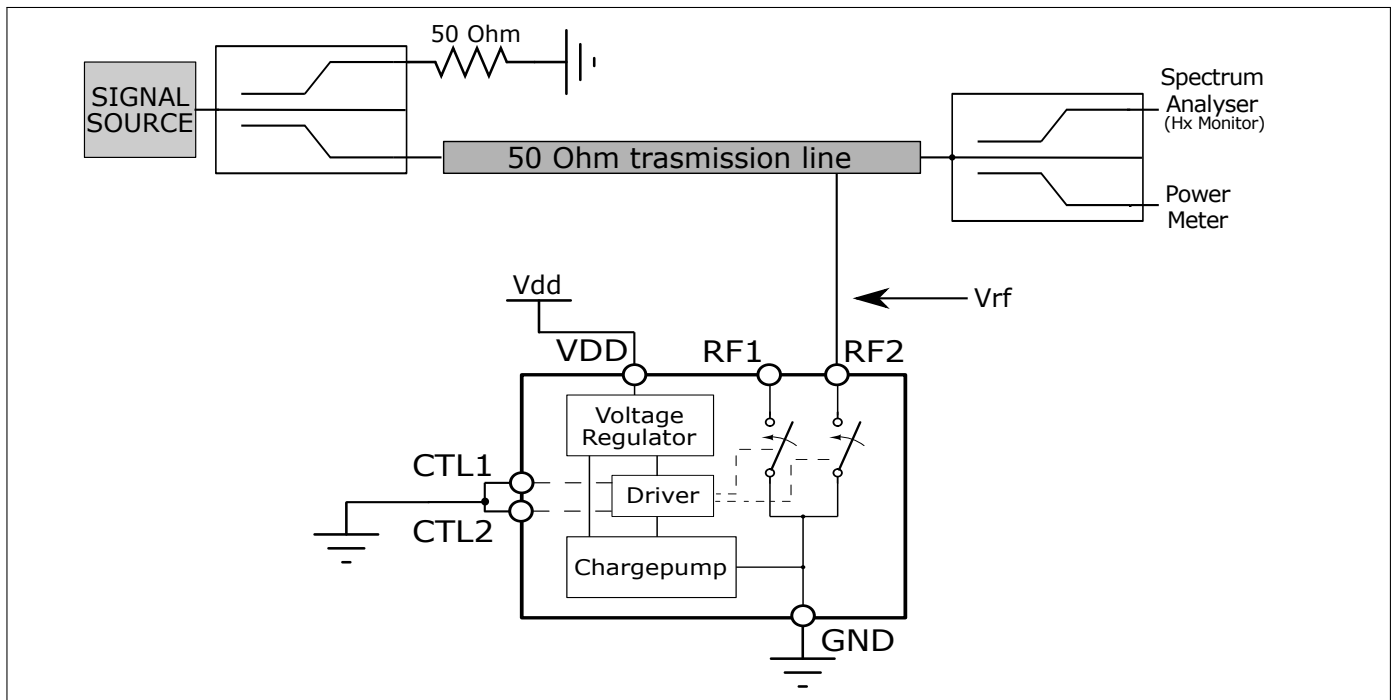 50 Ohm
SIGNAL
SOURCE
Spectrum
Analyser
(Hx Monitor)
50 Ohm trasmission line
Power
Meter
Vdd
Vrf
VDD
RF1
RF2
Voltage
Regulator
CTL1
Driver
CTL2
Chargepump
GND